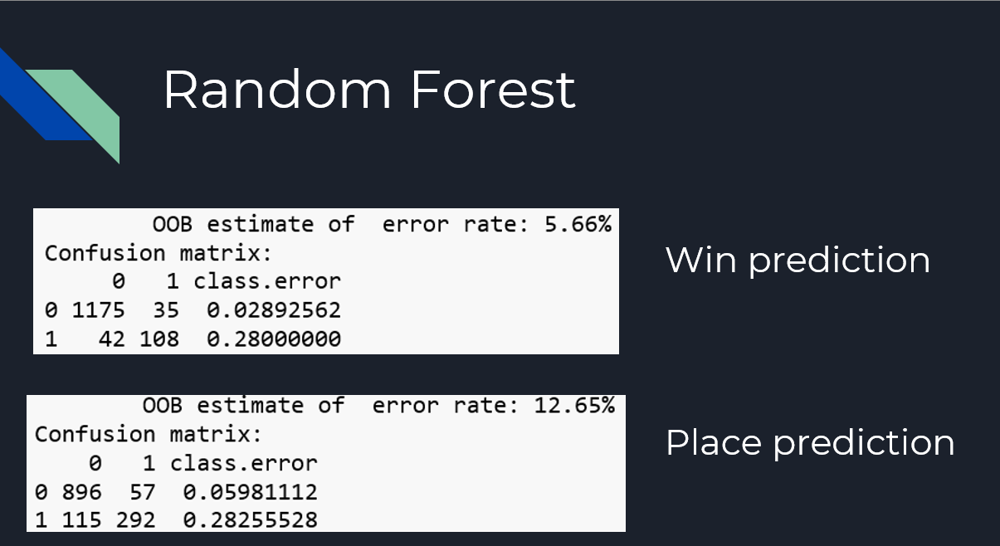 Random Forest
OOB estimate of  error rate: 5.66%
Confusion matrix:
0   1 class.error
0 1175  35  0.02892562
1   42 108  0.28000000
Win prediction
OOB estimate of  error rate: 12.65%
Confusion matrix:
0   1 class.error
0 896  57  0.05981112
1 115 292  0.28255528
Place prediction